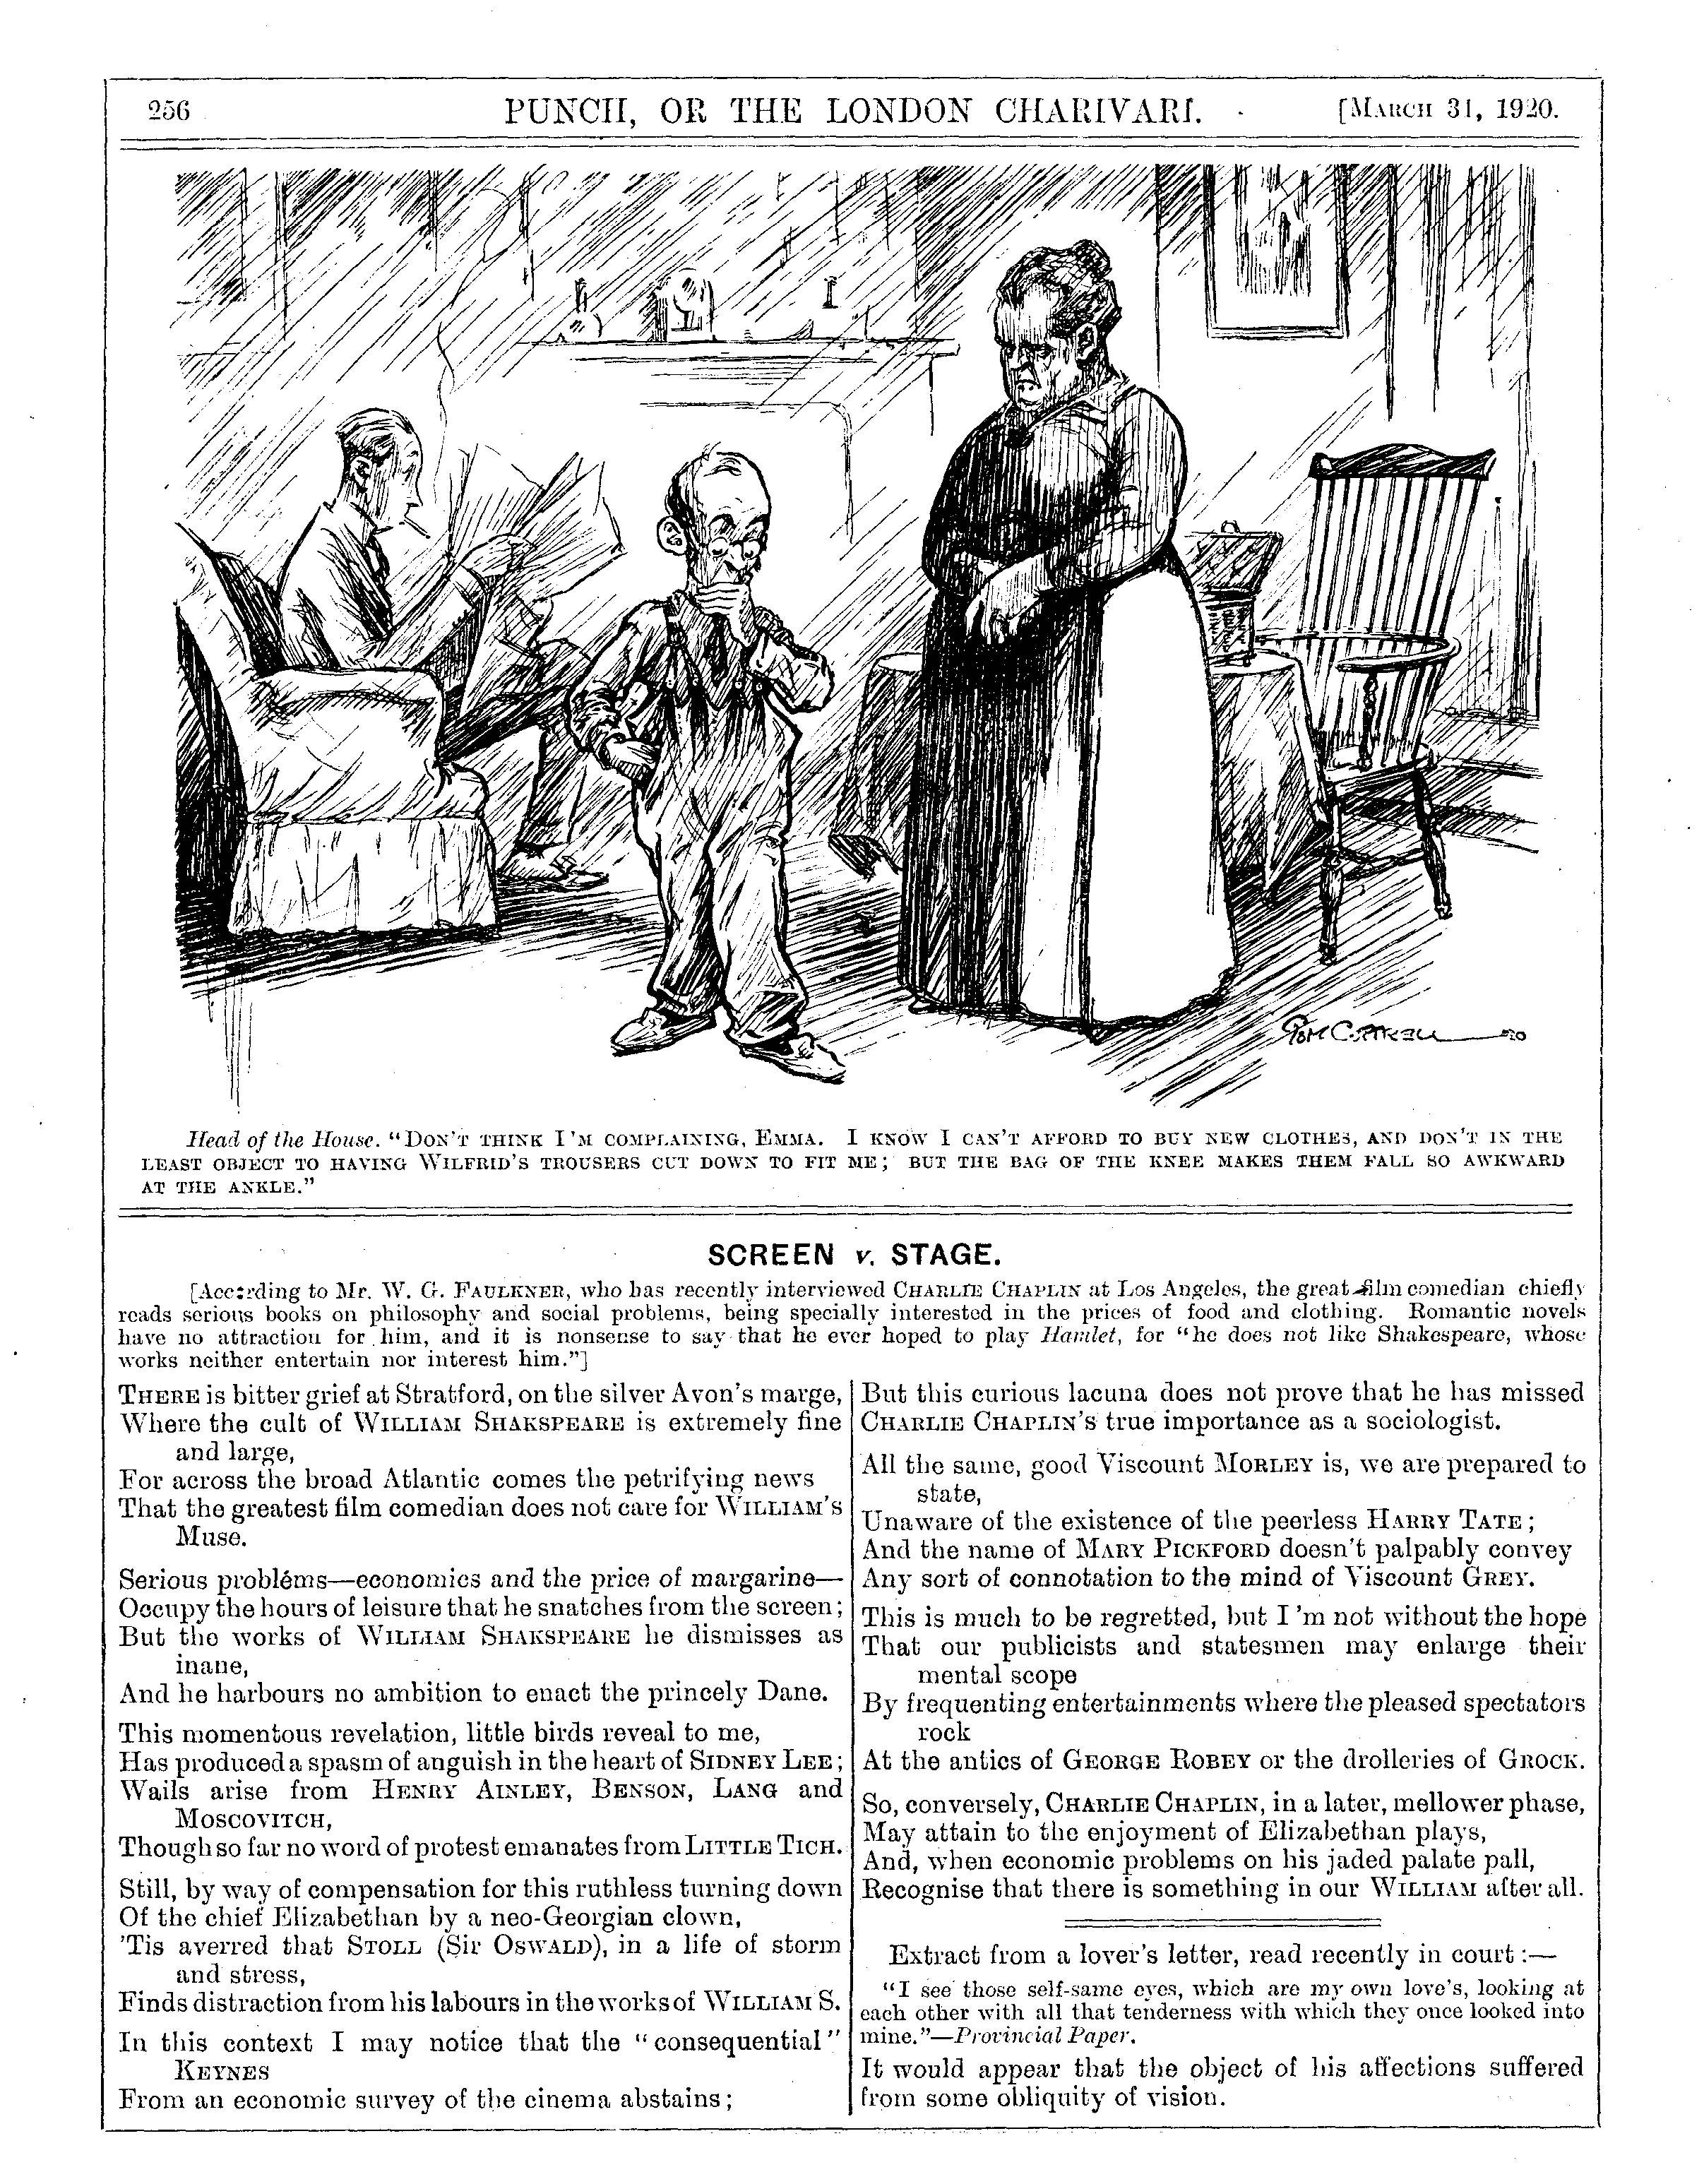 256 PUNCH, OR THE LONDON CHARIVARI. [MARCH 31, 1920.
Head of the House. "DON'T THINK I'M COMPLAINING, EMMA. I KNOW I CAN'T AFFORD TO BUY NEW CLOTHES, AND DON'T IN THE
LEAST OBJECT TO HAVING WILFRID'S TROUSERS CUT DOWN TO FIT ME; BUT THE BAG OF THE KNEE MAKES THEM FALL SO AWKWARD
AT THE ANKLE."
SCREEN v. STAGE.
[According to Mr. W. G. FAULKNER, who has recently interviewed CHARLIE CHAPLIN at Los Angeles, the great film comedian chiefly
reads serious books on philosophy and social problems, being specially interested in the prices of food and clothing. Romantic novels
have no attraction for him, and it is nonsense to say that he ever hoped to play Hamlet, for "he does not like Shakespeare, whose
works neither entertain nor interest him."]
THERE is bitter grief at Stratford, on the silver Avon's marge,
Where the cult of WILLIAM SHAKSPEARE is extremely fine
and large,
For across the broad Atlantic comes the petrifying news
That the greatest film comedian does not care for WILLIAM'S
Muse.
Serious probléms—economics and the price of margarine—
Occupy the hours of leisure that he snatches from the screen;
But the works of WILLIAM SHAKSPEARE he dismisses as
inane,
And he harbours no ambition to enact the princely Dane.
This momentous revelation, little birds reveal to me,
Has produced a spasm of anguish in the heart of SIDNEY LEE;
Wails arise from HENRY AINLEY, BENSON, LANG and
MOSCOVITCH,
Though so far no word of protest emanates from LITTLE TICH.
Still, by way of compensation for this ruthless turning down
Of the chief Elizabethan by a neo-Georgian clown,
'Tis averred that STOLL (Sir OSWALD), in a life of storm
and stress,
Finds distraction from his labours in the works of WILLIAM S.
In this context I may notice that the "consequential"
KEYNES
From an economic survey of the cinema abstains;
But this curious lacuna does not prove that he has missed
CHARLIE CHAPLIN'S true importance as a sociologist.
All the same, good Viscount MORLEY is, we are prepared to
state,
Unaware of the existence of the peerless HARRY TATE;
And the name of MARY PICKFORD doesn't palpably convey
Any sort of connotation to the mind of Viscount GREY.
This is much to be regretted, but I'm not without the hope
That our publicists and statesmen may enlarge their
mental scope
By frequenting entertainments where the pleased spectators
rock
At the antics of GEORGE ROBEY or the drolleries of GROCK.
So, conversely, CHARLIE CHAPLIN, in a later, mellower phase,
May attain to the enjoyment of Elizabethan plays,
And, when economic problems on his jaded palate pall,
Recognise that there is something in our WILLIAM after all.
Extract from a lover's letter, read recently in court:—
"I see those self-same eyes, which are my own love's, looking at
each other with all that tenderness with which they once looked into
mine."—Provincial Paper.
It would appear that the object of his affections suffered
from some obliquity of vision.